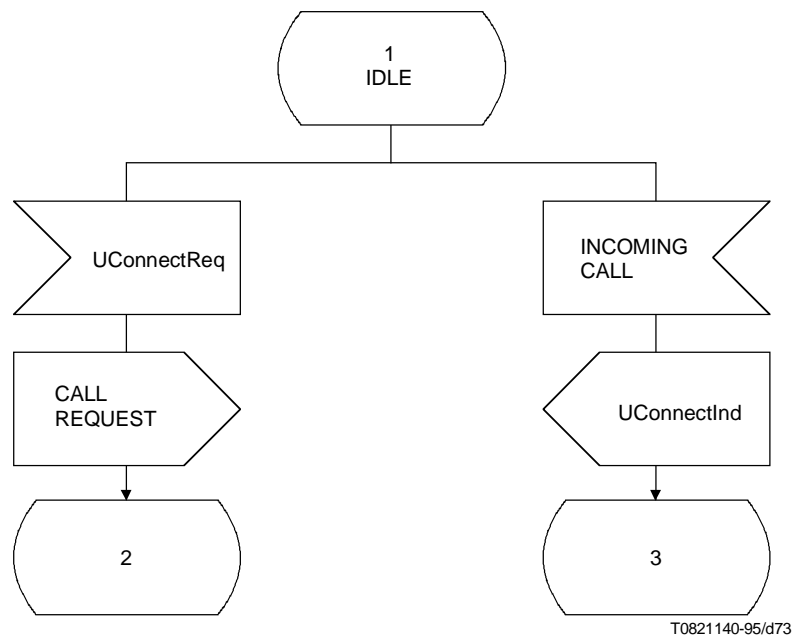 1
IDLE
UConnectReq
INCOMING
CALL
CALL
REQUEST
UConnectInd
2
3
T0821140-95/d73